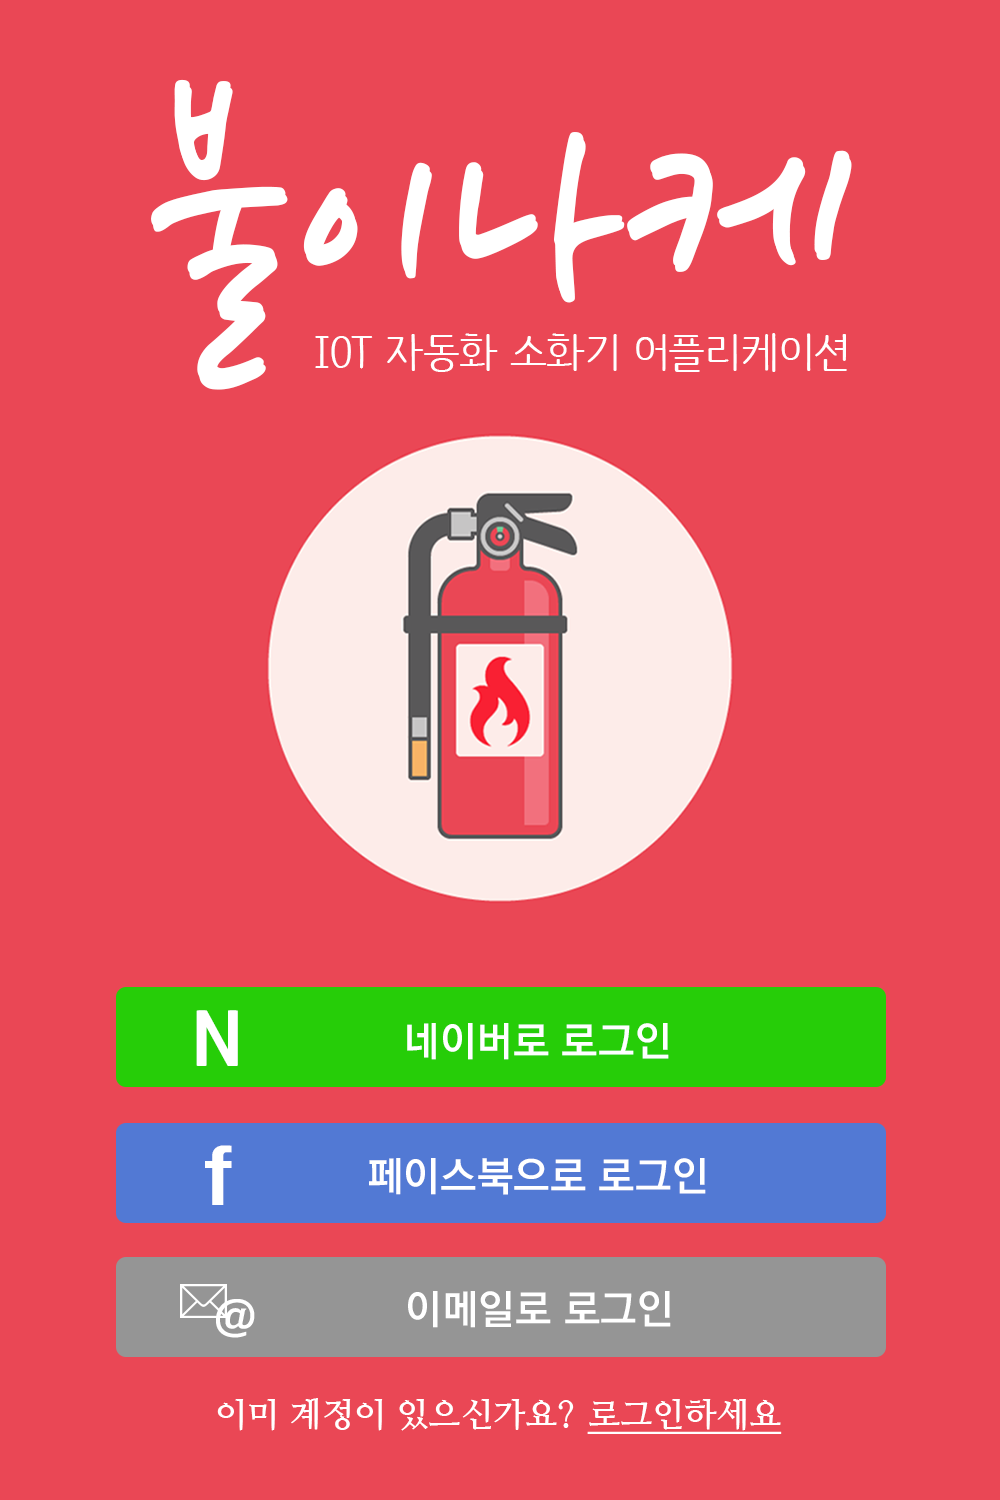 불이나케
IOT 자동화 소화기 어플리케이션
N 네이버로 로그인
f 페이스북으로 로그인
@ 이메일로 로그인
이미 계정이 있으신가요? 로그인하세요